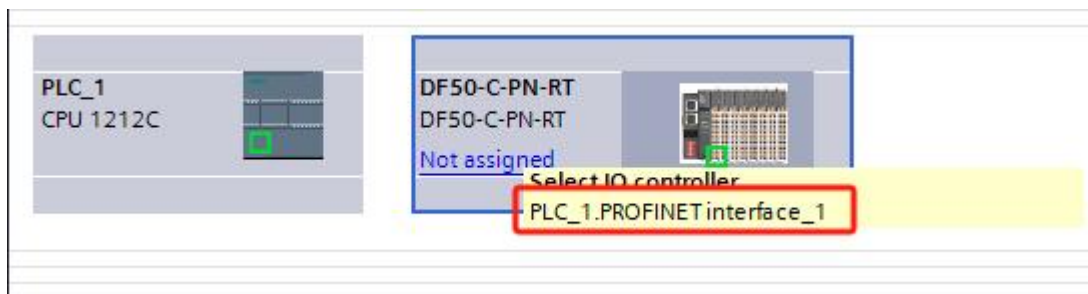 PLC_1
CPU 1212C
DF50-C-PN-RT
DF50-C-PN-RT
Not assigned
Select IO controller
PLC_1.PROFINET interface_1